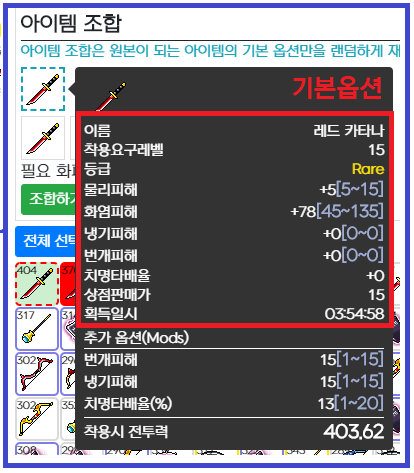 아이템 조합
아이템 조합은 원본이 되는 아이템의 기본 옵션만을 랜덤하게 재
기본옵션
이름 레드 카타나
착용요구레벨 15
등급 Rare
필요 화
물리피해 +5[5~15]
조합하기
화염피해 +78[45~135]
냉기피해 +0[0~0]
전체 선택
번개피해 +0[0~0]
치명타배율 +0
404 370
상점판매가 15
획득일시 03:54:58
317 314
추가 옵션(Mods)
번개피해 15[1~15]
302
냉기피해 15[1~15]
치명타배율(%) 13[1~20]
302
착용시 전투력 403.62
308